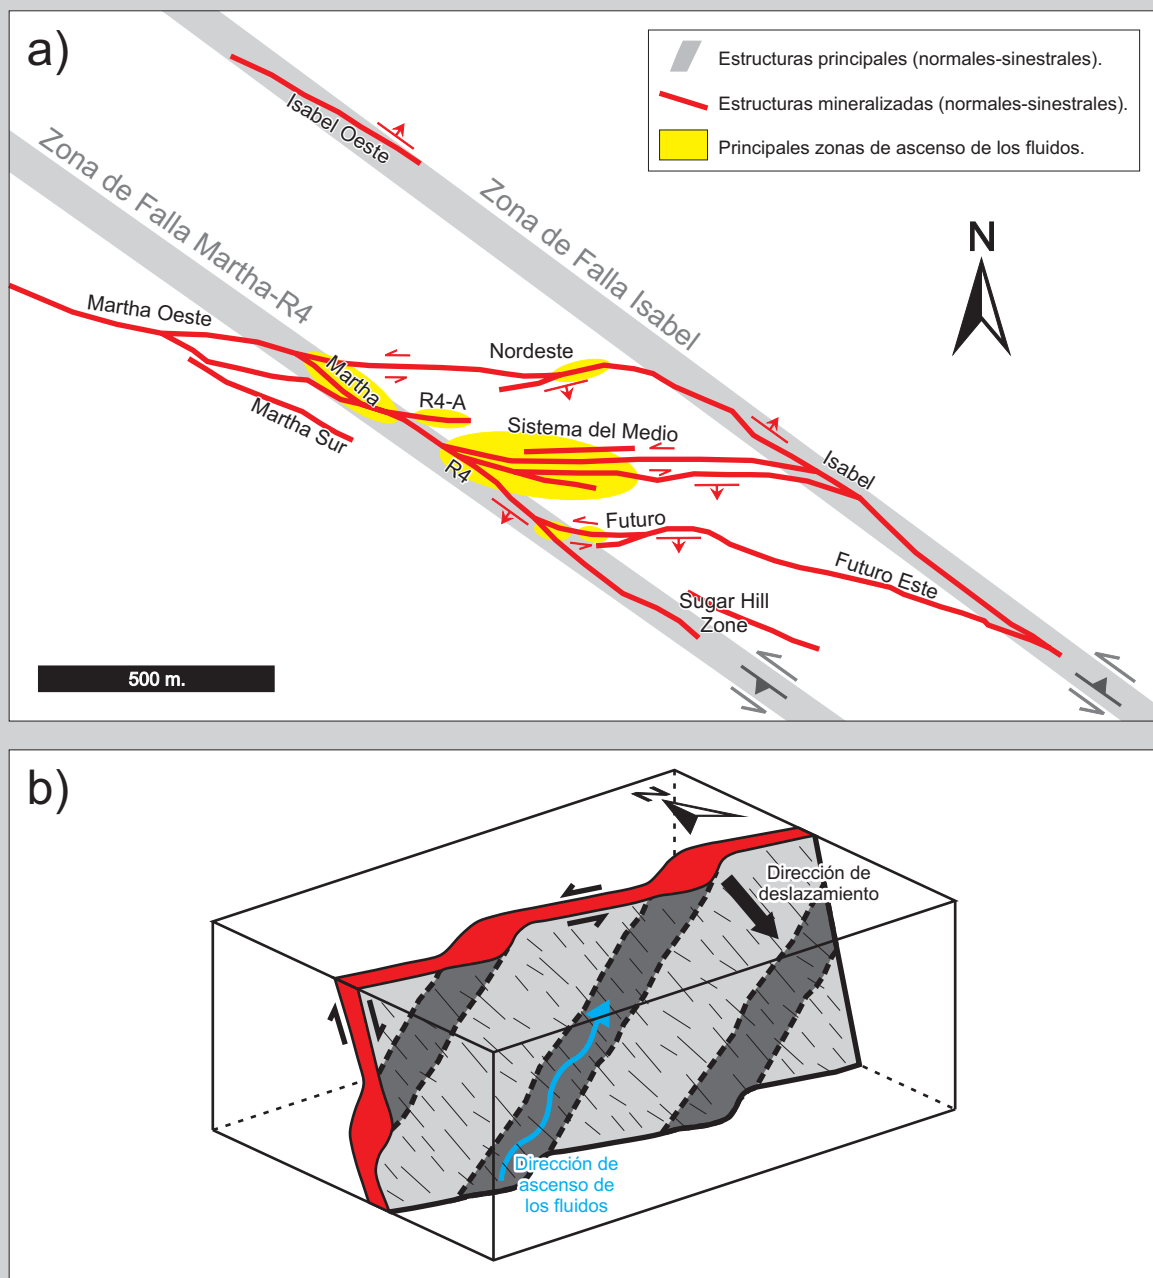 a)
Estructuras principales (normales-sinestrales).
Estructuras mineralizadas (normales-sinestrales).
Principales zonas de ascenso de los fluidos.
Isabel Oeste
Zona de Falla Martha-R4
Zona de Falla Isabel
N
Martha Oeste
Nordeste
Martha
R4-A
Martha Sur
Sistema del Medio
R4
Isabel
Futuro
Futuro Este
Sugar Hill
Zone
500 m.
b)
N
Dirección de
deslazamiento
Dirección de
ascenso de
los fluidos